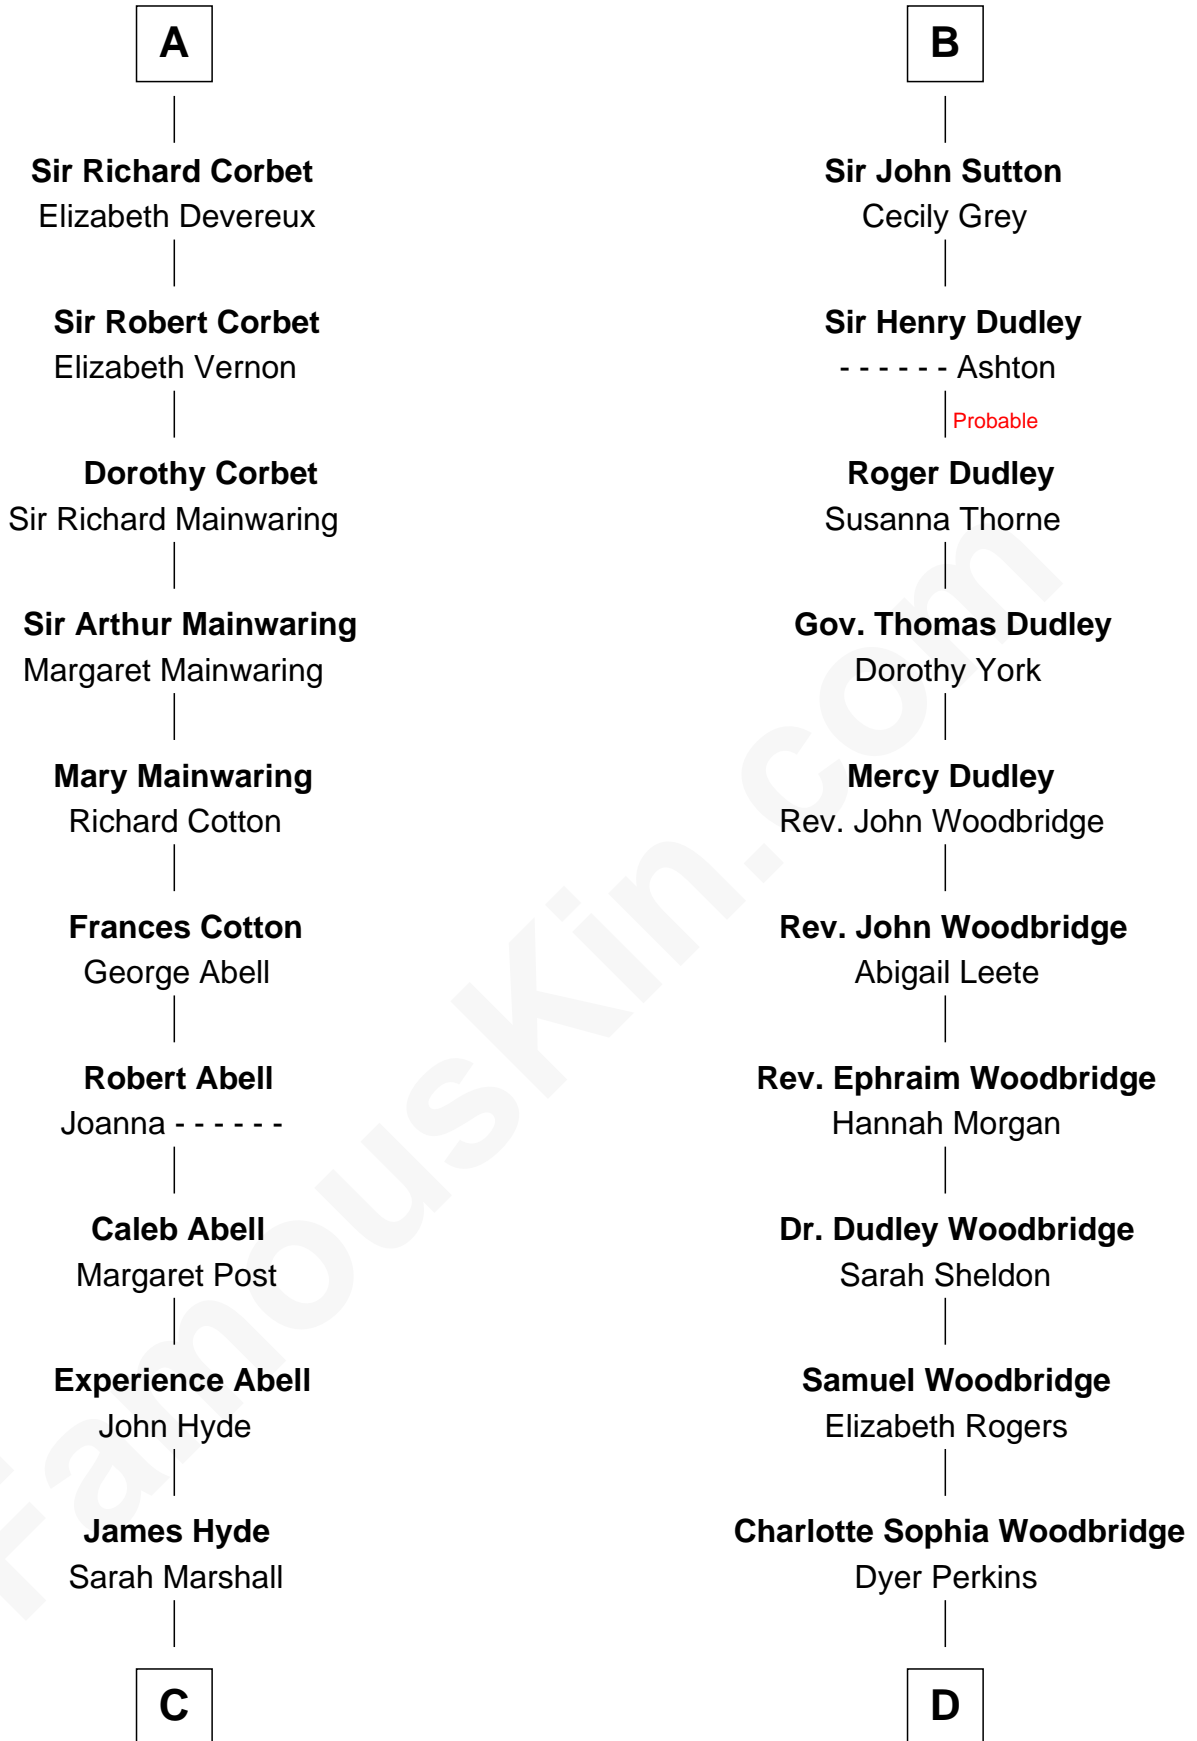 A
Sir Richard Corbet
Elizabeth Devereux
Sir Robert Corbet
Elizabeth Vernon
Dorothy Corbet
Sir Richard Mainwaring
Sir Arthur Mainwaring
Margaret Mainwaring
Mary Mainwaring
Richard Cotton
Frances Cotton
George Abell
Robert Abell
Joanna - - - - - -
Caleb Abell
Margaret Post
Experience Abell
John Hyde
James Hyde
Sarah Marshall
C
B
Sir John Sutton
Cecily Grey
Sir Henry Dudley
- - - - - - Ashton
Probable
Roger Dudley
Susanna Thorne
Gov. Thomas Dudley
Dorothy York
Mercy Dudley
Rev. John Woodbridge
Rev. John Woodbridge
Abigail Leete
Rev. Ephraim Woodbridge
Hannah Morgan
Dr. Dudley Woodbridge
Sarah Sheldon
Samuel Woodbridge
Elizabeth Rogers
Charlotte Sophia Woodbridge
Dyer Perkins
D
FamousKin.com